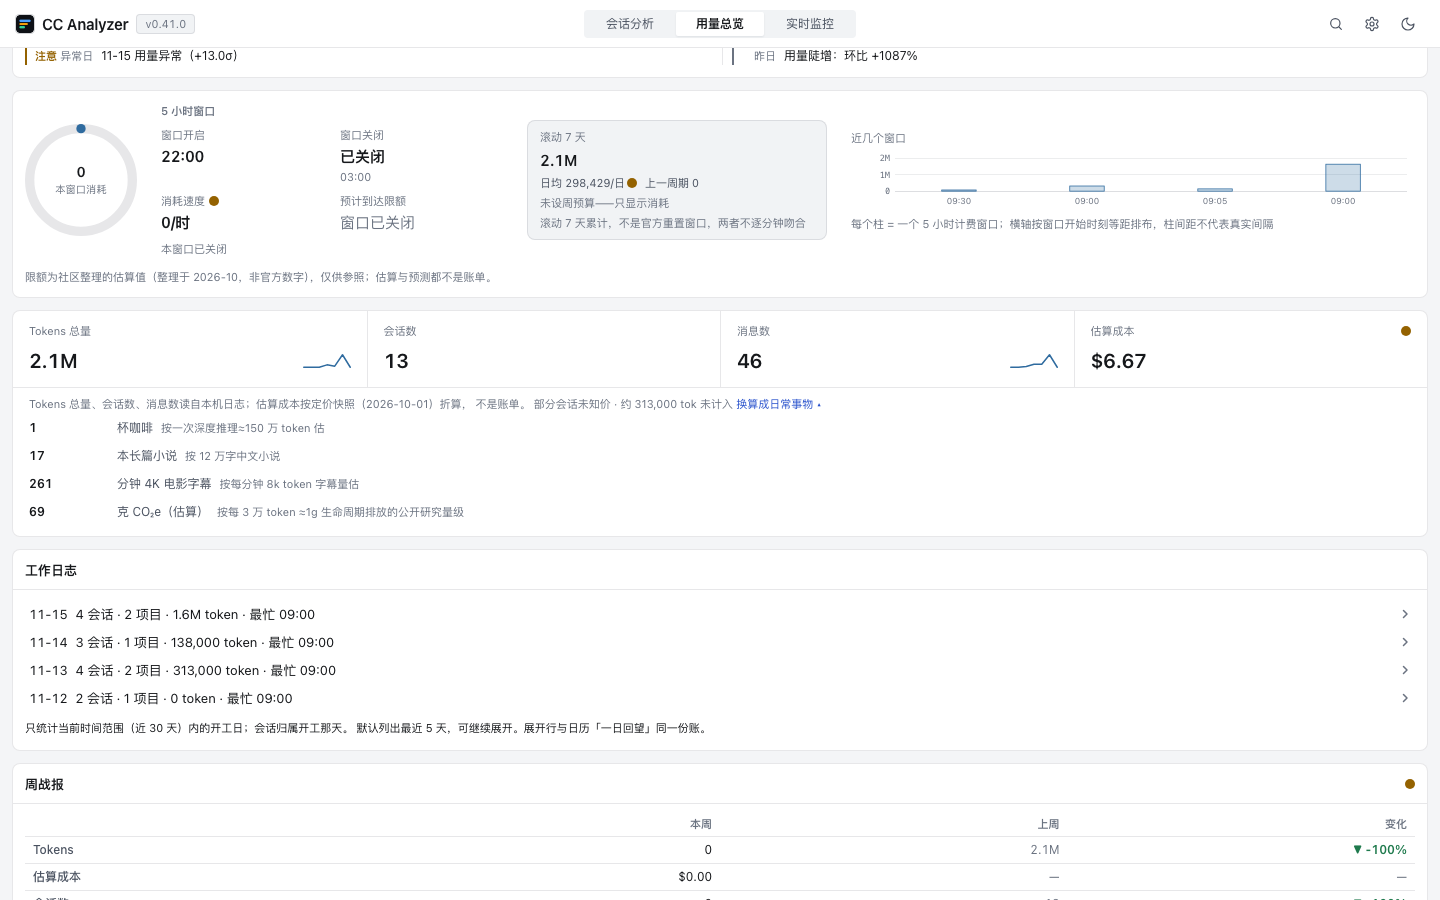 CC Analyzer v0.41.0 会话分析 用量总览 实时监控
注意 异常日 11-15 用量异常（+13.0σ）
昨日 用量陡增：环比 +1087%
5 小时窗口
窗口开启
22:00
窗口关闭
已关闭
03:00
0
本窗口消耗
消耗速度
0/时
本窗口已关闭
预计到达限额
窗口已关闭
滚动 7 天
2.1M
日均 298,429/日 上一周期 0
未设周预算——只显示消耗
滚动 7 天累计，不是官方重置窗口，两者不逐分钟吻合
近几个窗口
2M
1M
0
09:30 09:00 09:05 09:00
每个柱 = 一个 5 小时计费窗口；横轴按窗口开始时刻等距排布，柱间距不代表真实间隔
限额为社区整理的估算值（整理于 2026-10，非官方数字），仅供参照；估算与预测都不是账单。
Tokens 总量
2.1M
会话数
13
消息数
46
估算成本
$6.67
Tokens 总量、会话数、消息数读自本机日志；估算成本按定价快照（2026-10-01）折算， 不是账单。 部分会话未知价 · 约 313,000 tok 未计入 换算成日常事物
1 杯咖啡 按一次深度推理≈150 万 token 估
17 本长篇小说 按 12 万字中文小说
261 分钟 4K 电影字幕 按每分钟 8k token 字幕量估
69 克 CO₂e（估算） 按每 3 万 token ≈1g 生命周期排放的公开研究量级
工作日志
11-15 4 会话 · 2 项目 · 1.6M token · 最忙 09:00
11-14 3 会话 · 1 项目 · 138,000 token · 最忙 09:00
11-13 4 会话 · 2 项目 · 313,000 token · 最忙 09:00
11-12 2 会话 · 1 项目 · 0 token · 最忙 09:00
只统计当前时间范围（近 30 天）内的开工日；会话归属开工那天。 默认列出最近 5 天，可继续展开。展开行与日历「一日回望」同一份账。
周战报
本周 上周 变化
Tokens 0 2.1M ▼ -100%
估算成本 $0.00 — —